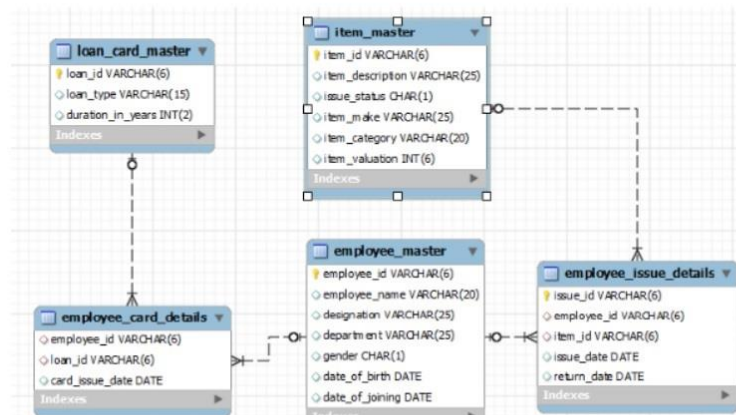 loan_card_master
loan_id VARCHAR(6)
loan_type VARCHAR(15)
duration_in_years INT(2)
Indexes
item_master
item_id VARCHAR(6)
item_description VARCHAR(25)
issue_status CHAR(1)
item_make VARCHAR(25)
item_category VARCHAR(20)
item_valuation INT(6)
Indexes
employee_card_details
employee_id VARCHAR(6)
loan_id VARCHAR(6)
card_issue_date DATE
Indexes
employee_master
employee_id VARCHAR(6)
employee_name VARCHAR(20)
designation VARCHAR(25)
department VARCHAR(25)
gender CHAR(1)
date_of_birth DATE
date_of_joining DATE
Indexes
employee_issue_details
issue_id VARCHAR(6)
employee_id VARCHAR(6)
item_id VARCHAR(6)
issue_date DATE
return_date DATE
Indexes